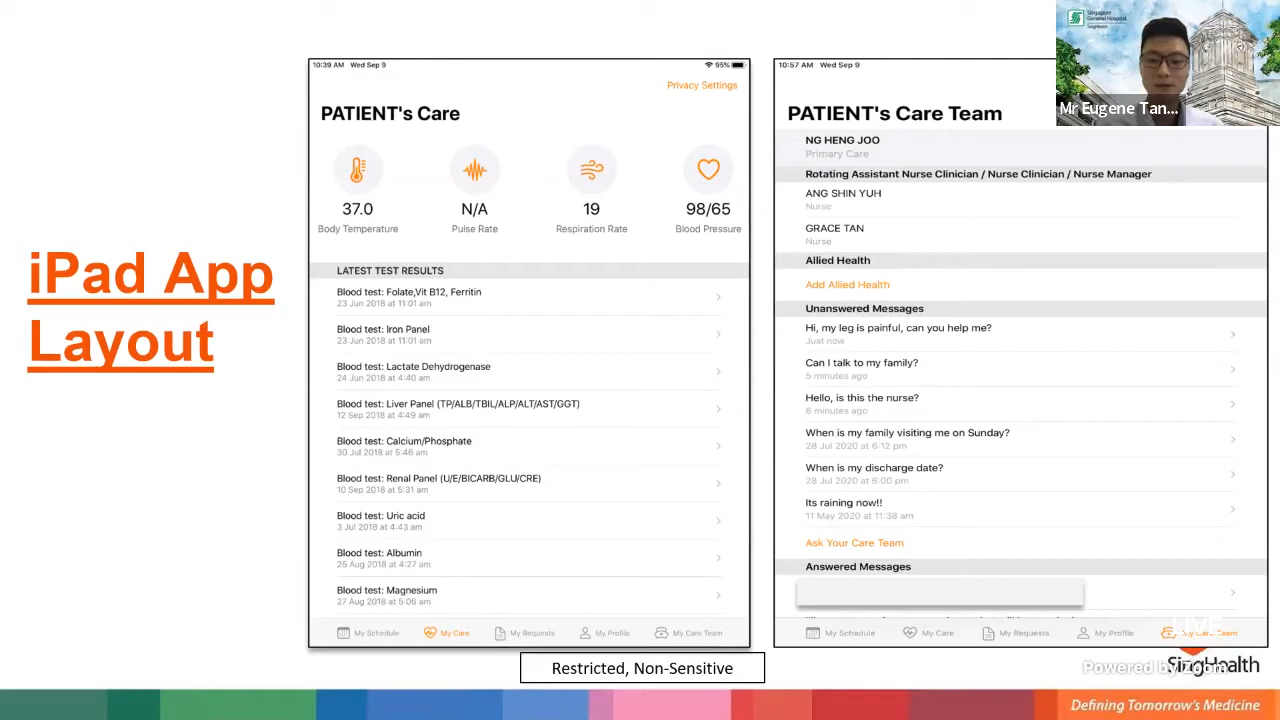 iPad App
Layout
10:39 AM Wed Sep 9
95%
Privacy Settings
PATIENT's Care
37.0
Body Temperature
N/A
Pulse Rate
19
Respiration Rate
98/65
Blood Pressure
LATEST TEST RESULTS
Blood test: Folate,Vit B12, Ferritin
23 Jun 2018 at 11:01 am
Blood test: Iron Panel
23 Jun 2018 at 11:01 am
Blood test: Lactate Dehydrogenase
24 Jun 2018 at 4:40 am
Blood test: Liver Panel (TP/ALB/TBIL/ALP/ALT/AST/GGT)
12 Sep 2018 at 4:49 am
Blood test: Calcium/Phosphate
30 Jul 2018 at 5:46 am
Blood test: Renal Panel (U/E/BICARB/GLU/CRE)
10 Sep 2018 at 5:31 am
Blood test: Uric acid
3 Jul 2018 at 4:43 am
Blood test: Albumin
25 Aug 2018 at 4:27 am
Blood test: Magnesium
27 Aug 2018 at 5:06 am
My Schedule My Care My Requests My Profile My Care Team
10:57 AM Wed Sep 9
PATIENT's Care Team
NG HENG JOO
Primary Care
Rotating Assistant Nurse Clinician / Nurse Clinician / Nurse Manager
ANG SHIN YUH
Nurse
GRACE TAN
Nurse
Allied Health
Add Allied Health
Unanswered Messages
Hi, my leg is painful, can you help me?
Just now
Can I talk to my family?
5 minutes ago
Hello, is this the nurse?
6 minutes ago
When is my family visiting me on Sunday?
28 Jul 2020 at 6:12 pm
When is my discharge date?
28 Jul 2020 at 6:00 pm
Its raining now!!
11 May 2020 at 11:38 am
Ask Your Care Team
Answered Messages
My Schedule My Care My Requests My Profile My Care Team
Singapore
General Hospital
SingHealth
Mr Eugene Tan...
LIVE
Powered by Zoom
Restricted, Non-Sensitive
SingHealth
Defining Tomorrow's Medicine